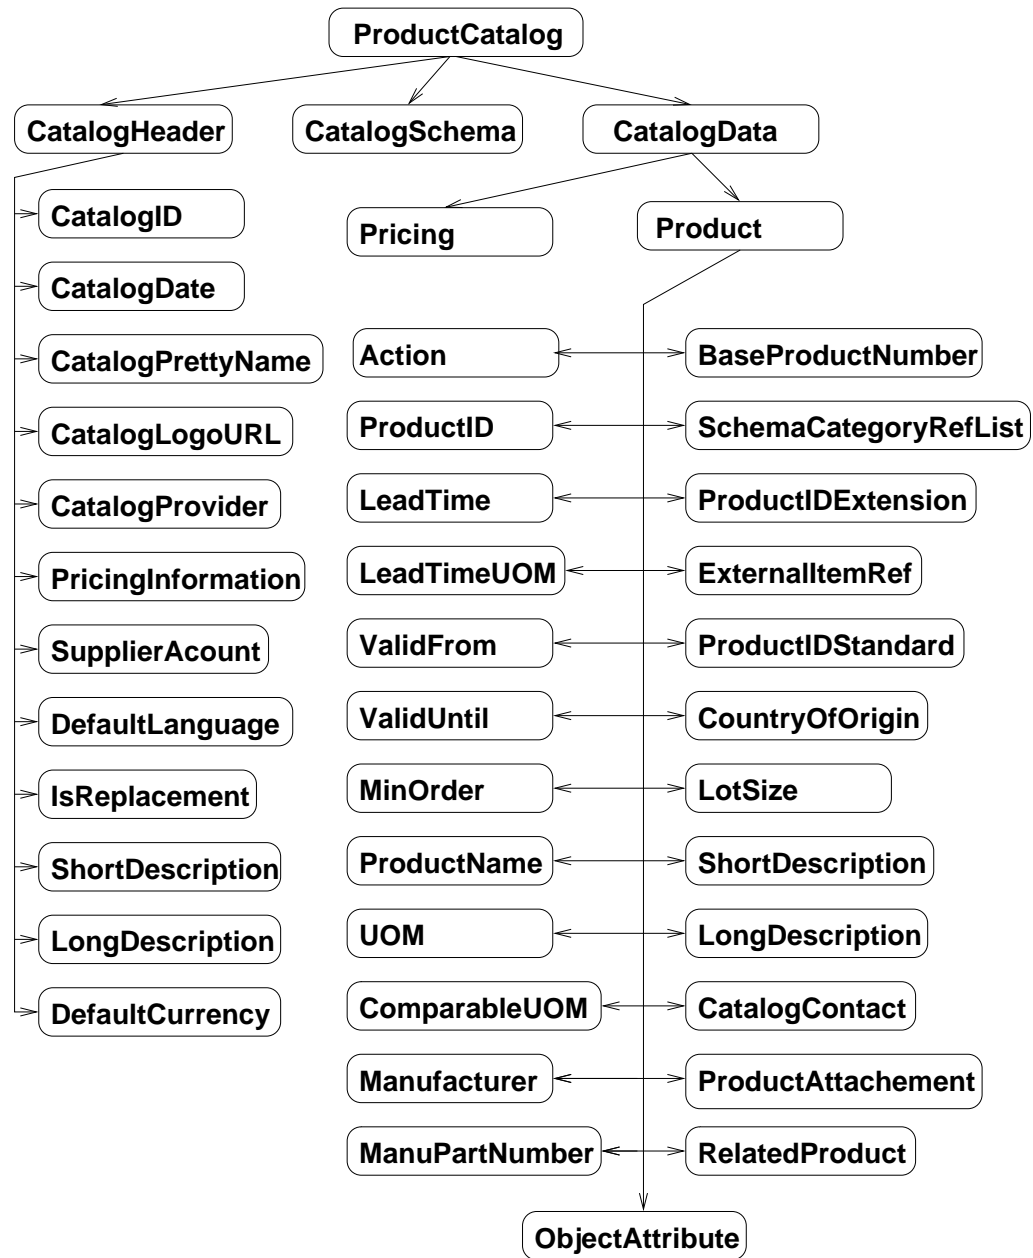 ProductCatalog
CatalogHeader
CatalogSchema
CatalogData
CatalogID
Pricing
Product
CatalogDate
CatalogPrettyName
Action
BaseProductNumber
CatalogLogoURL
ProductID
SchemaCategoryRefList
CatalogProvider
LeadTime
ProductIDExtension
PricingInformation
LeadTimeUOM
ExternalItemRef
SupplierAcount
ValidFrom
ProductIDStandard
DefaultLanguage
ValidUntil
CountryOfOrigin
IsReplacement
MinOrder
LotSize
ShortDescription
ProductName
ShortDescription
LongDescription
UOM
LongDescription
DefaultCurrency
ComparableUOM
CatalogContact
Manufacturer
ProductAttachement
ManuPartNumber
RelatedProduct
ObjectAttribute